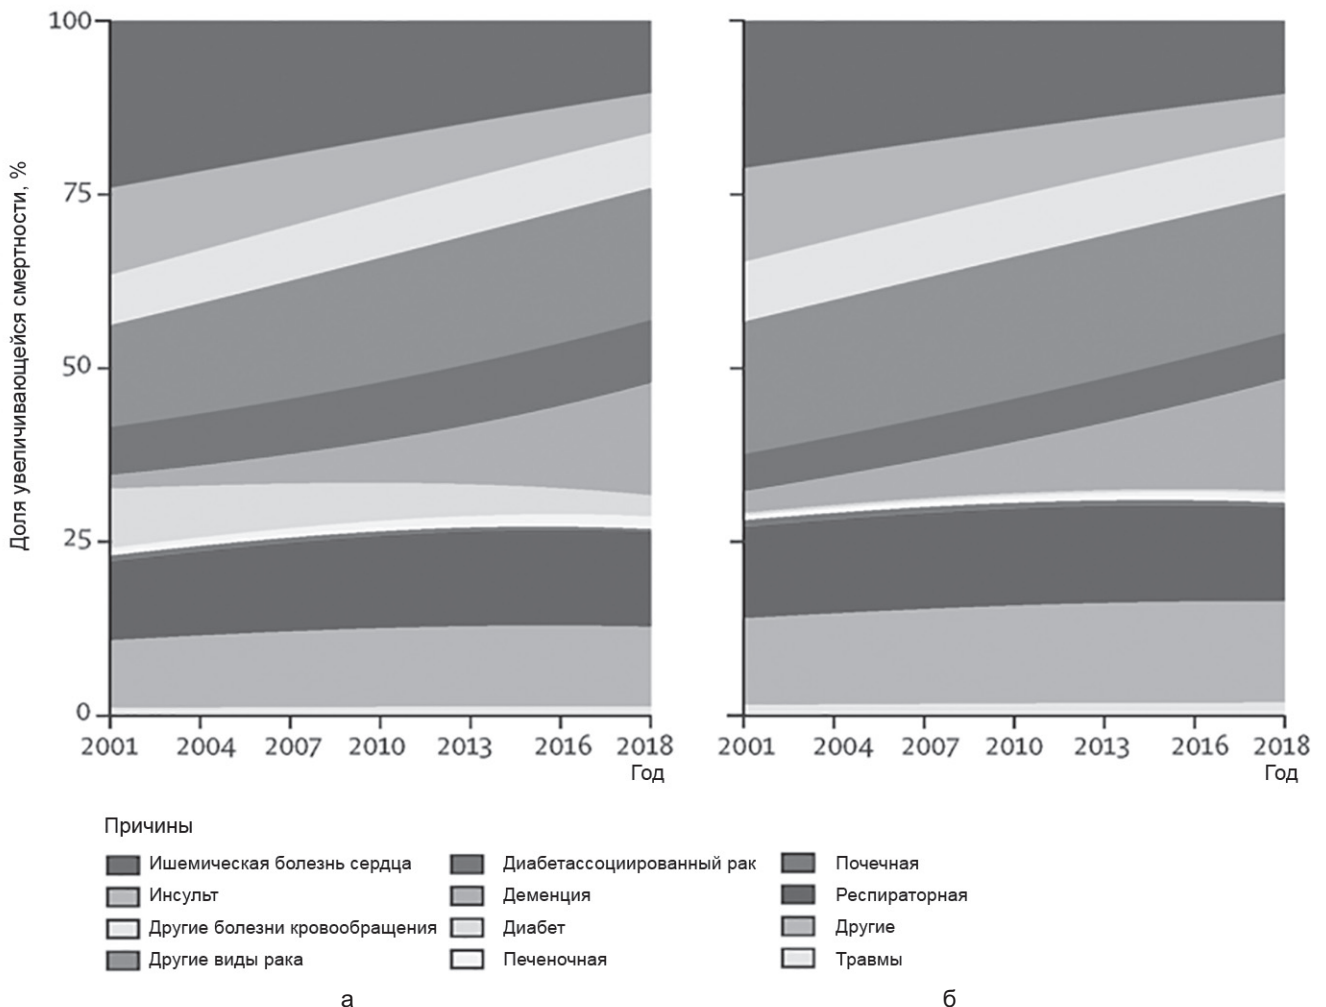 Доля увеличивающейся смертности, %
100
75
50
25
0
2001 2004 2007 2010 2013 2016 2018
Год
2001 2004 2007 2010 2013 2016 2018
Год
Причины
Ишемическая болезнь сердца
Инсульт
Другие болезни кровообращения
Другие виды рака
Диабетассоциированный рак
Деменция
Диабет
Печеночная
Почечная
Респираторная
Другие
Травмы
а
б